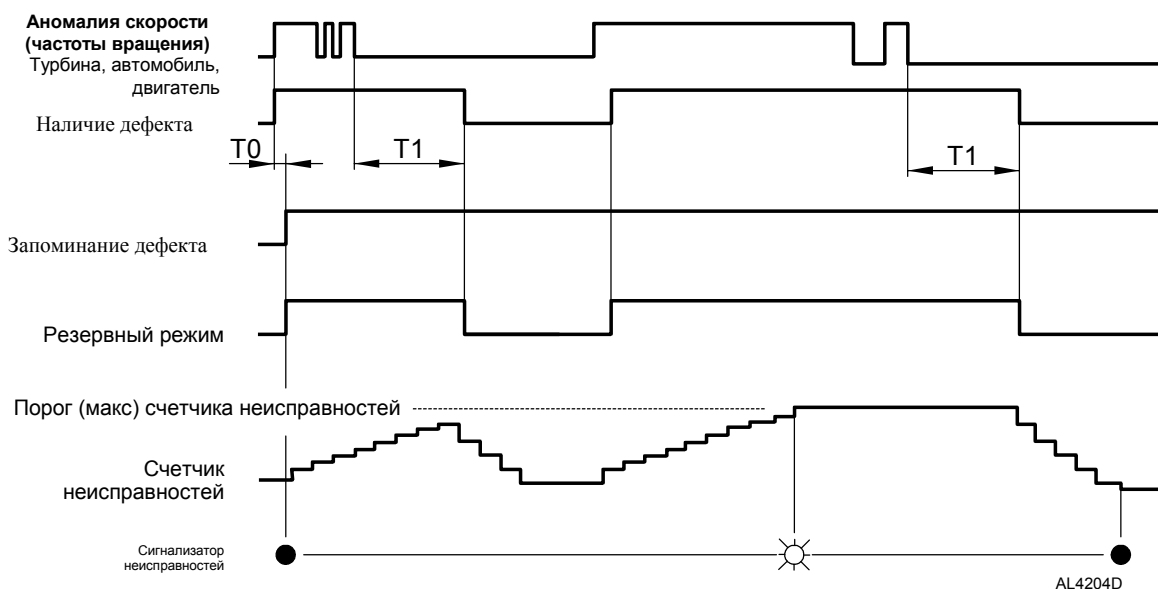 Аномалия скорости
(частоты вращения)
Турбина, автомобиль,
двигатель
Наличие дефекта
T0
T1
T1
Запоминание дефекта
Резервный режим
Порог (макс) счетчика неисправностей
Счетчик
неисправностей
Сигнализатор
неисправностей
AL4204D